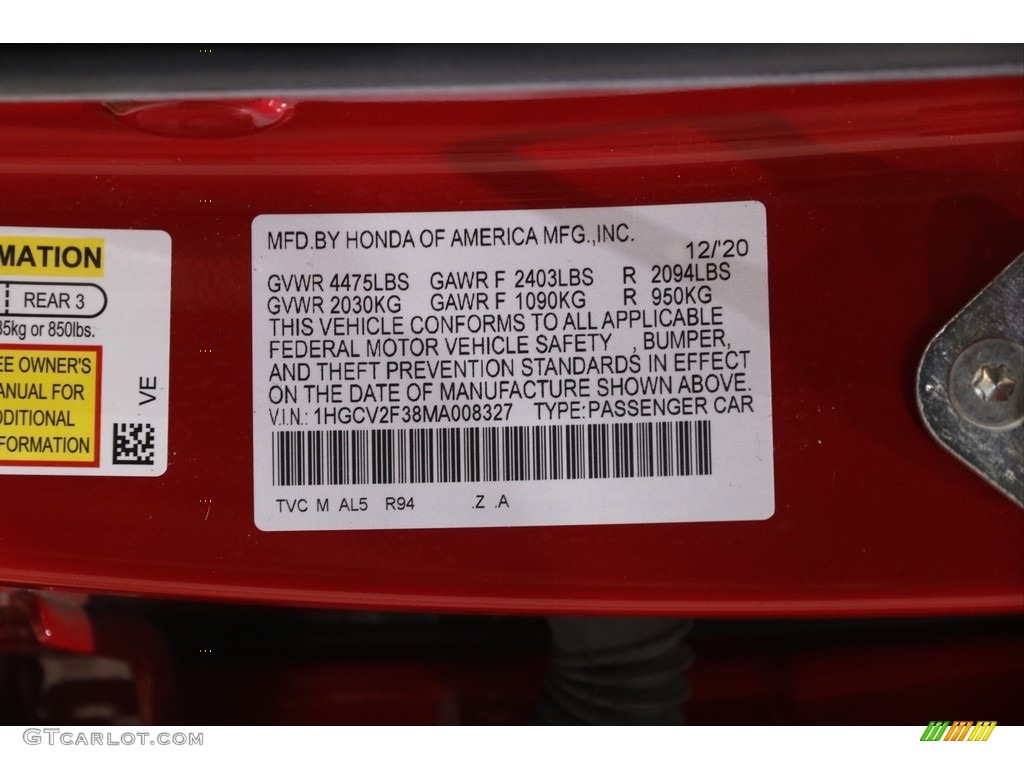 MATION
REAR 3
85kg or 850lbs.
EE OWNER'S
ANUAL FOR
DDITIONAL
FORMATION
VE
MFD.BY HONDA OF AMERICA MFG.,INC.
12/'20
GVWR 4475LBS GAWR F 2403LBS R 2094LBS
GVWR 2030KG GAWR F 1090KG R 950KG
THIS VEHICLE CONFORMS TO ALL APPLICABLE
FEDERAL MOTOR VEHICLE SAFETY , BUMPER,
AND THEFT PREVENTION STANDARDS IN EFFECT
ON THE DATE OF MANUFACTURE SHOWN ABOVE.
V.I.N.: 1HGCV2F38MA008327 TYPE:PASSENGER CAR
TVC M AL5 R94 .Z .A
GTcarlot.com